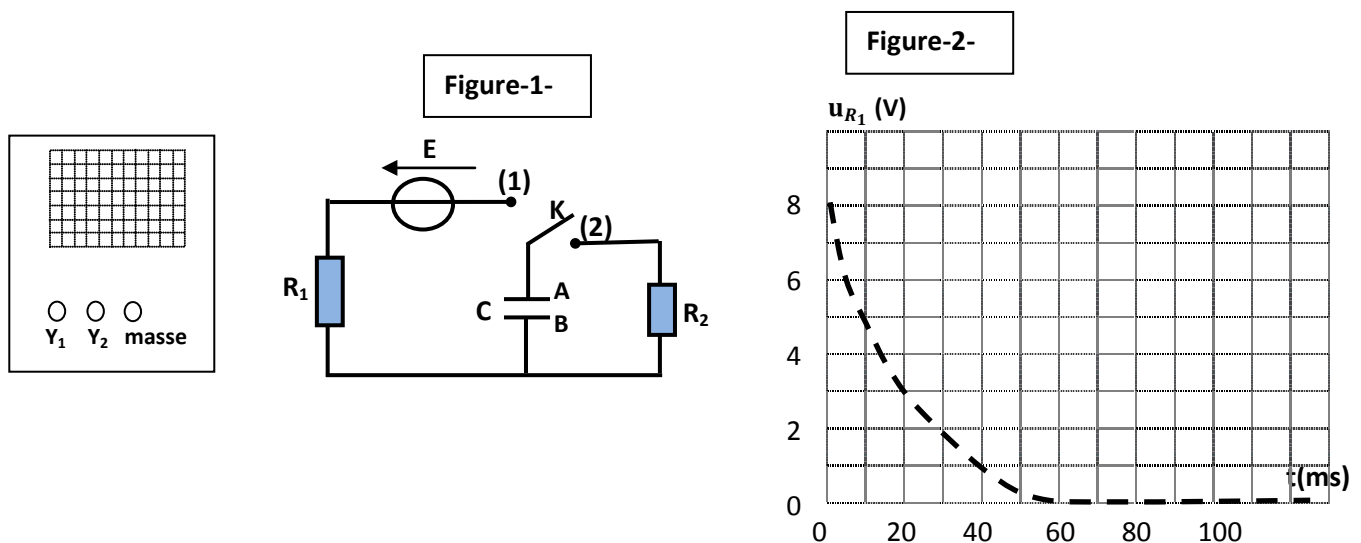 Figure-1-
Figure-2-
Y₁ Y₂ masse
E
(1)
K
(2)
R₁
C
A
B
R₂
u_R₁ (V)
8
6
4
2
0
t(ms)
0 20 40 60 80 100